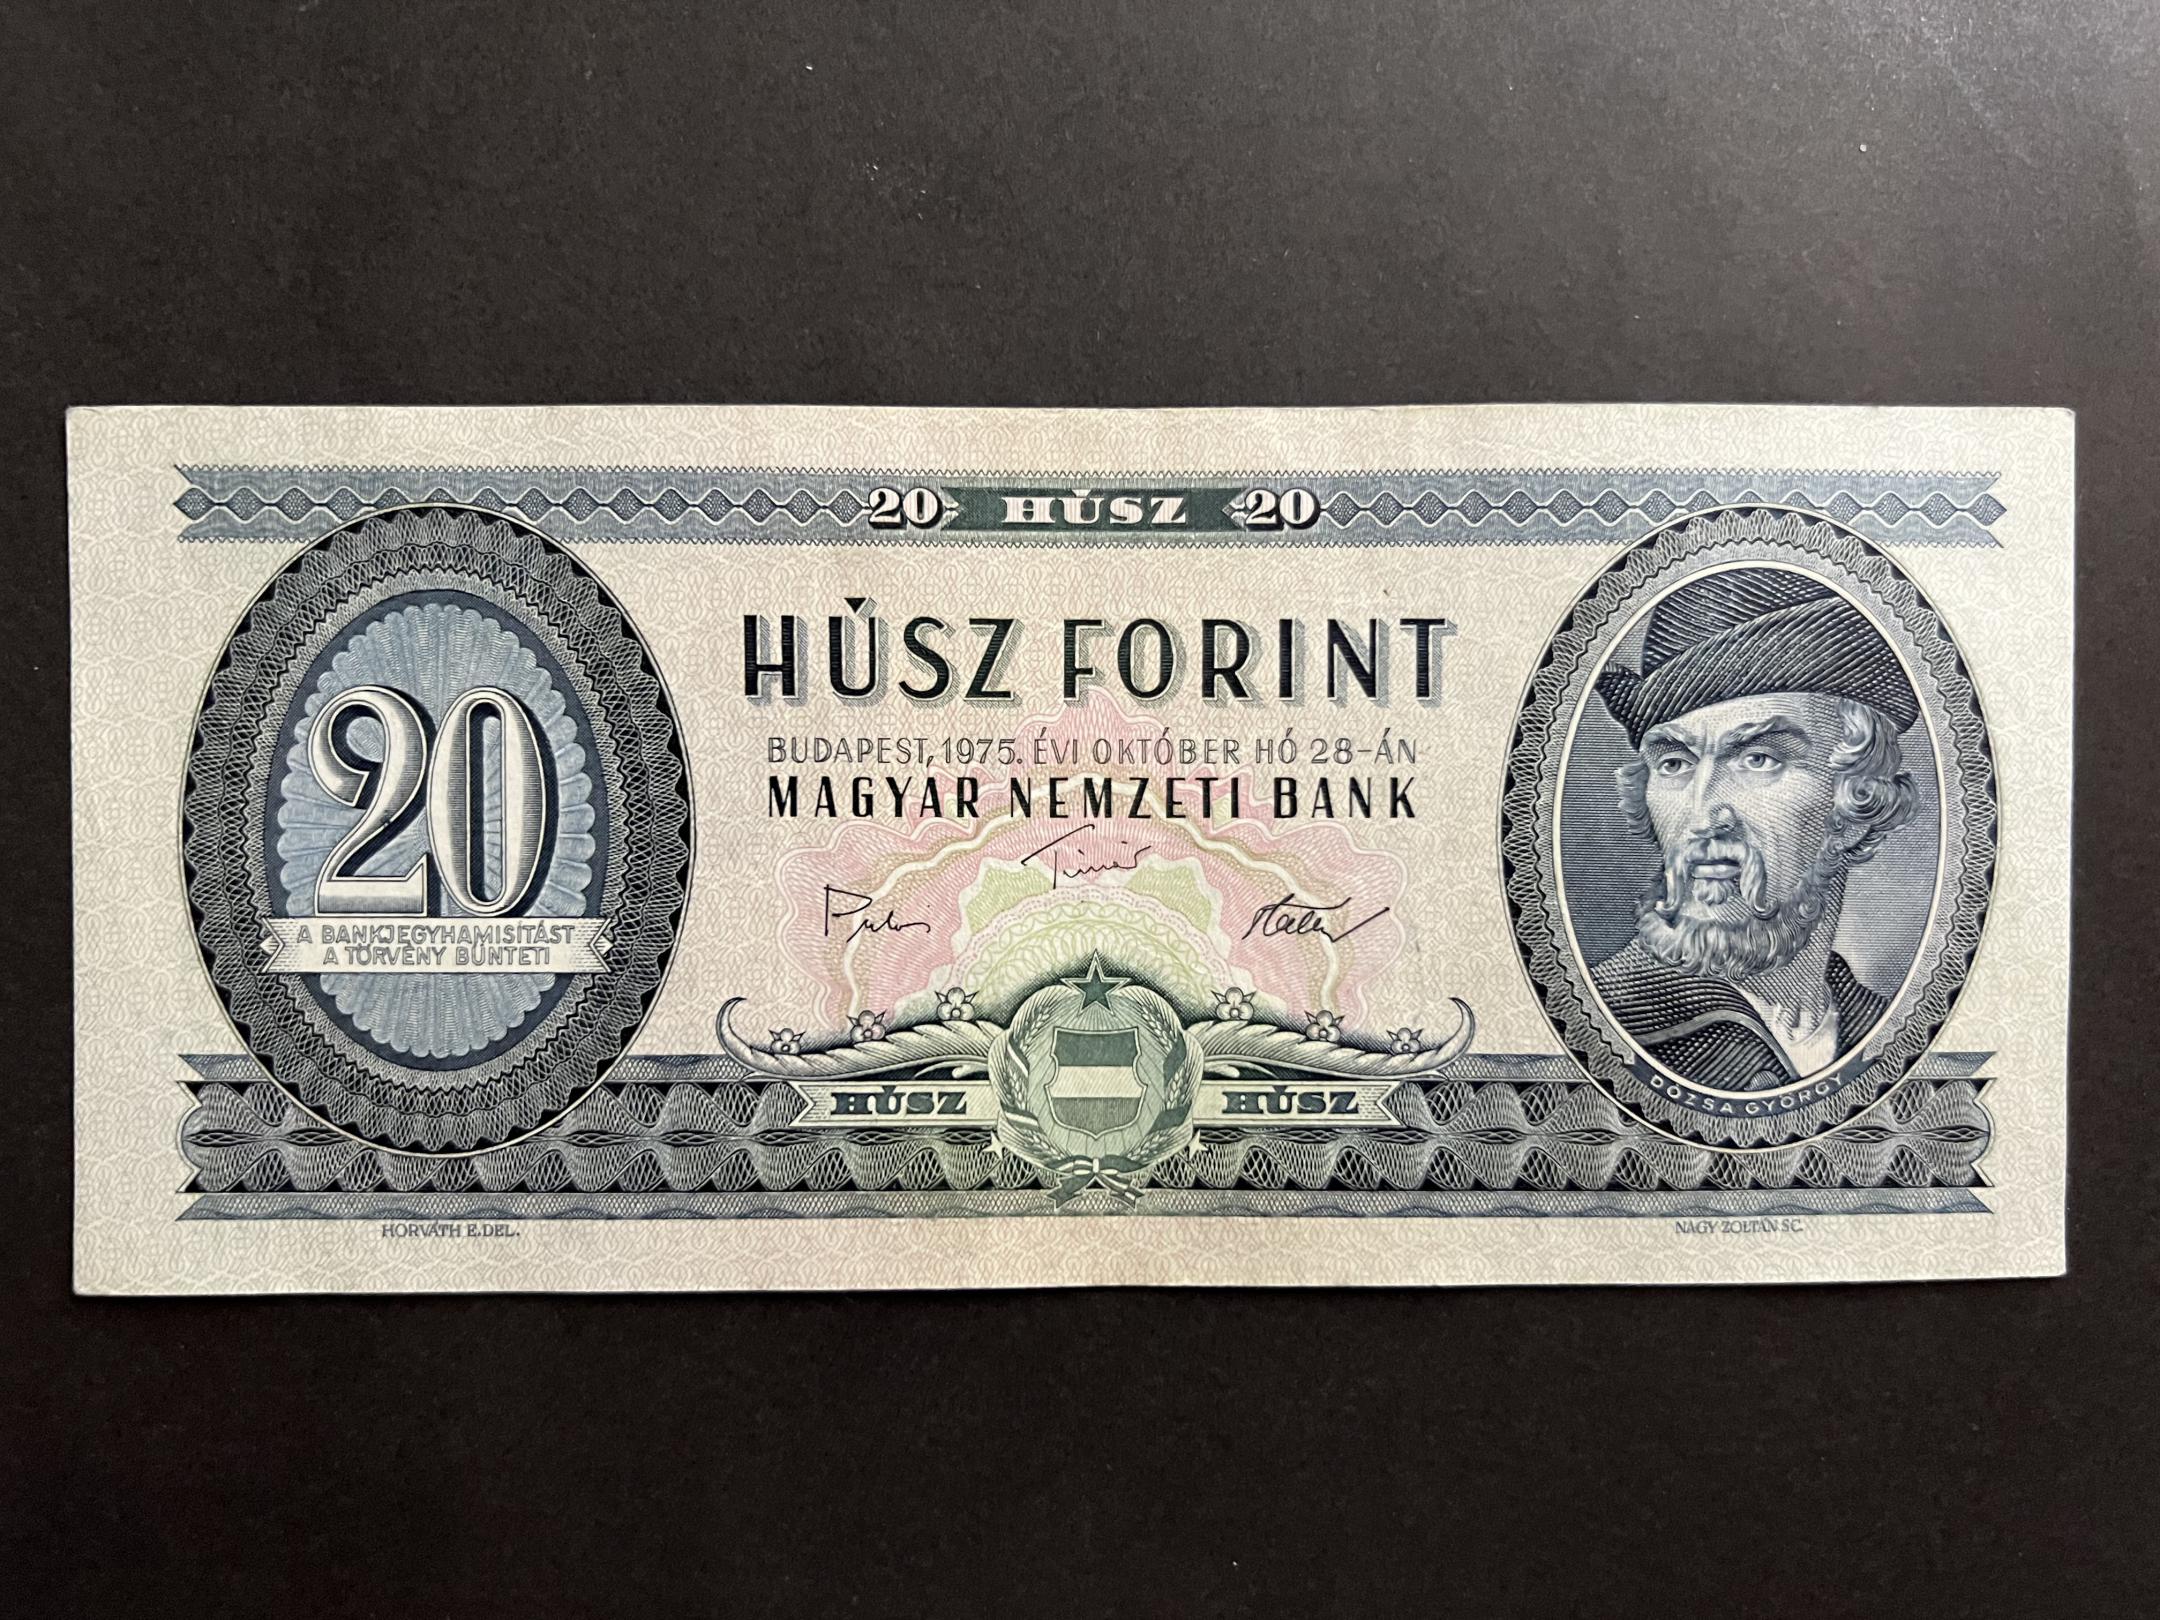 20 HÚSZ 20
HÚSZ FORINT
BUDAPEST, 1975. ÉVI OKTÓBER HÓ 28-ÁN
MAGYAR NEMZETI BANK
20
A BANKJEGYHAMISÍTÁST
A TÖRVÉNY BÜNTETI
HÚSZ HÚSZ
DÓZSA GYÖRGY
HORVÁTH E. DEL.
NAGY ZOLTÁN SC.